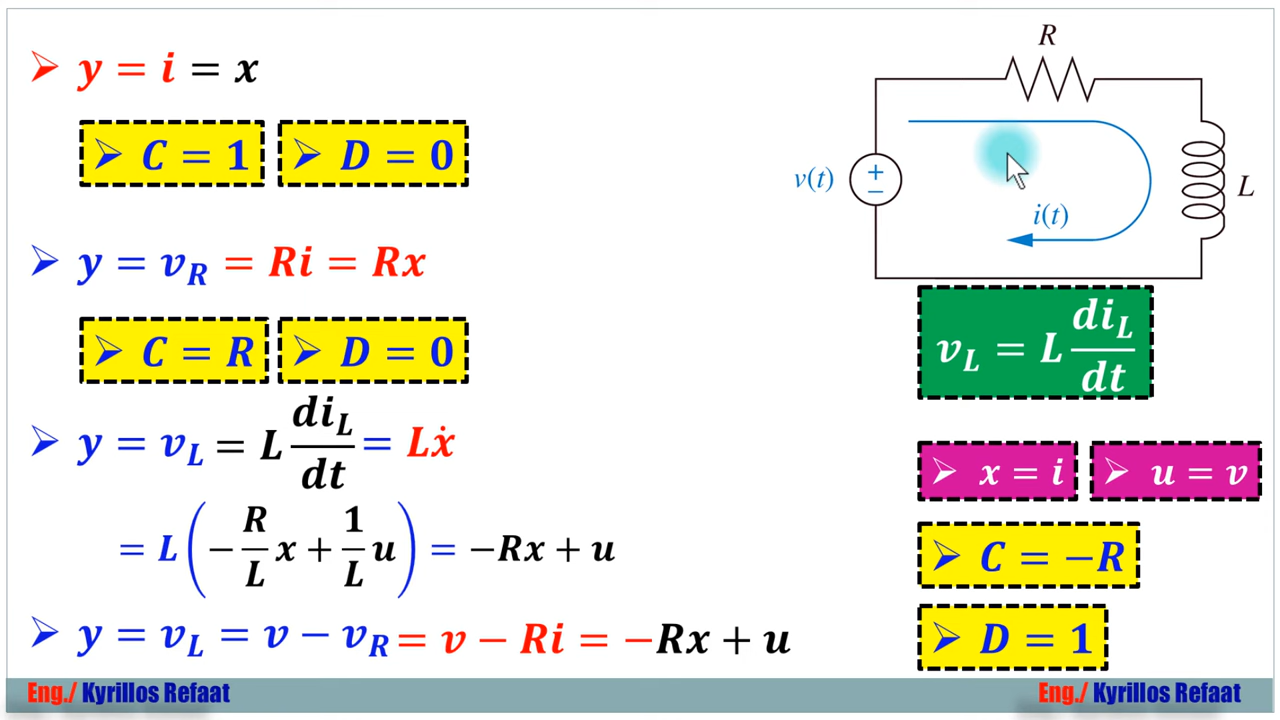 ➢ y = i = x
➢ C = 1 ➢ D = 0
➢ y = v_R = Ri = Rx
➢ C = R ➢ D = 0
➢ y = v_L = L di_L/dt = Lẋ
= L(−R/L x + 1/L u) = −Rx + u
➢ y = v_L = v − v_R = v − Ri = −Rx + u
R
v(t)
+
−
i(t)
L
v_L = L di_L/dt
➢ x = i ➢ u = v
➢ C = −R
➢ D = 1
Eng./ Kyrillos Refaat
Eng./ Kyrillos Refaat